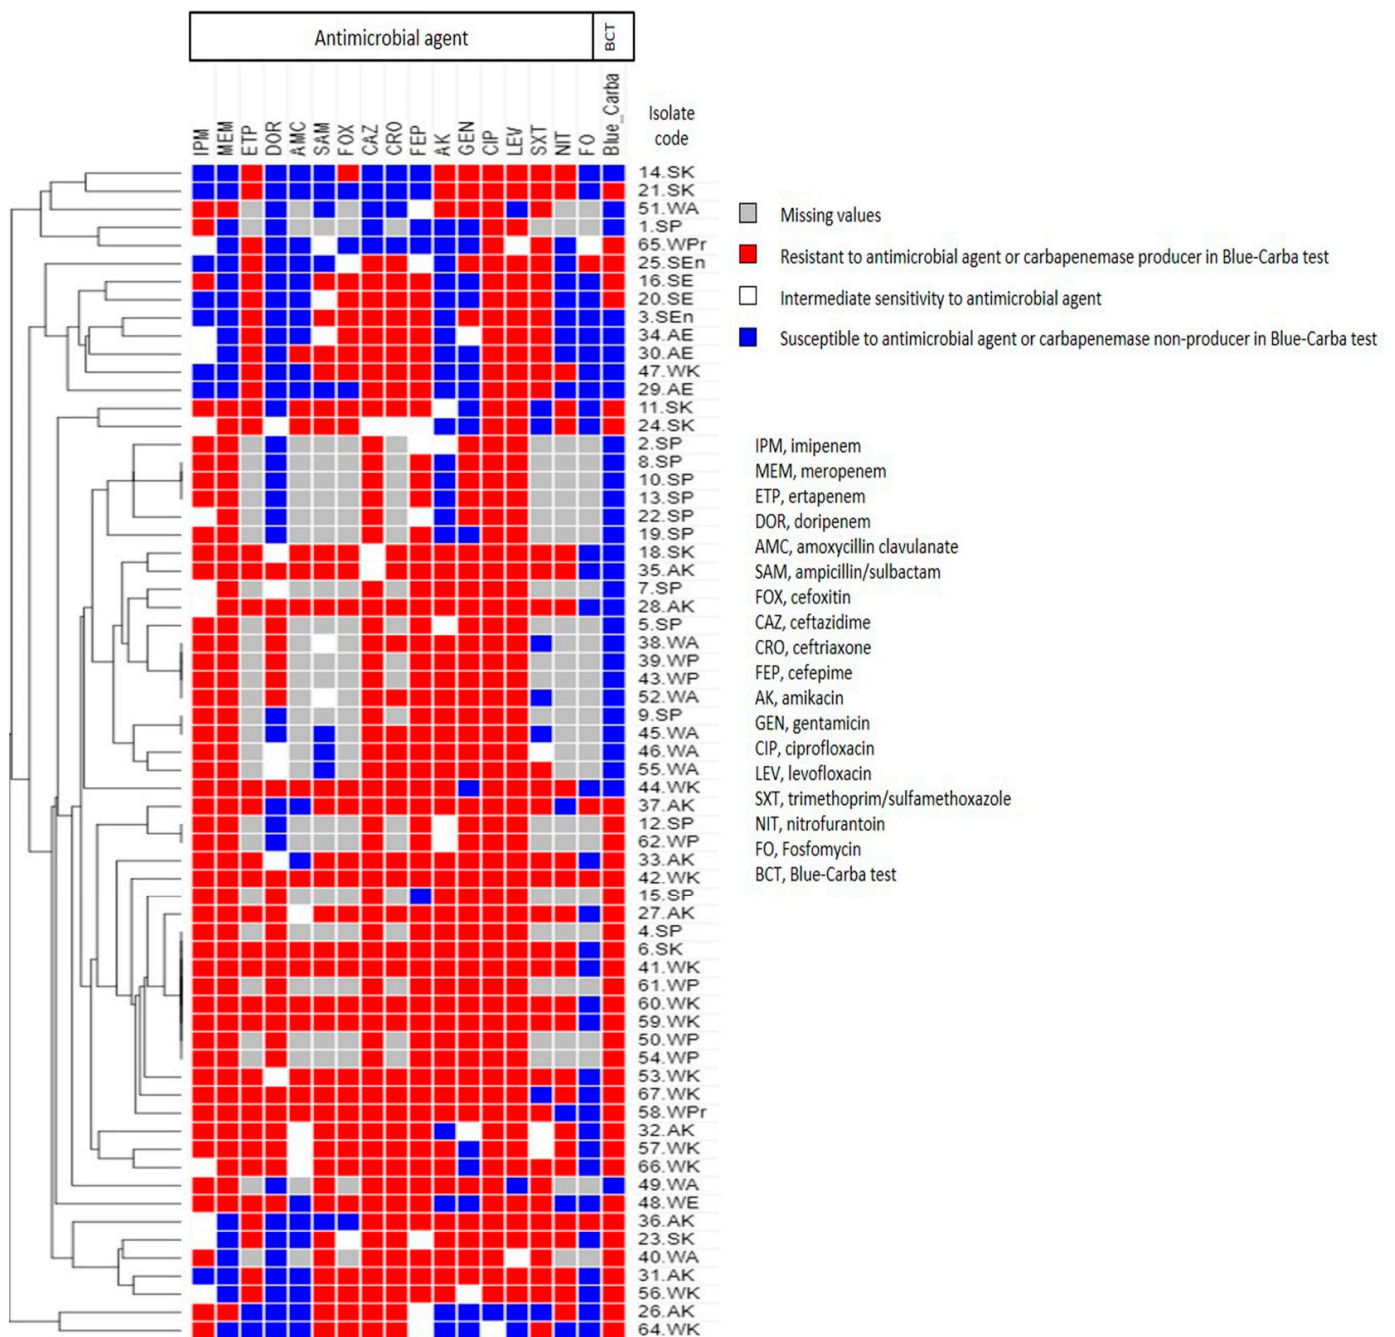 Antimicrobial agent
BCT
IPM
MEM
ETP
DOR
AMC
SAM
FOX
CAZ
CRO
FEP
AK
GEN
CIP
LEV
SXT
NIT
FO
Blue_Carba
Isolate
code
14.SK
21.SK
51.WA
1.SP
65.WPr
25.SEn
16.SE
20.SE
3.SEn
34.AE
30.AE
47.WK
29.AE
11.SK
24.SK
2.SP
8.SP
10.SP
13.SP
22.SP
19.SP
18.SK
35.AK
7.SP
28.AK
5.SP
38.WA
39.WP
43.WP
52.WA
9.SP
45.WA
46.WA
55.WA
44.WK
37.AK
12.SP
62.WP
33.AK
42.WK
15.SP
27.AK
4.SP
6.SK
41.WK
61.WP
60.WK
59.WK
50.WP
54.WP
53.WK
67.WK
58.WPr
32.AK
57.WK
66.WK
49.WA
48.WE
36.AK
23.SK
40.WA
31.AK
56.WK
26.AK
64.WK
Missing values
Resistant to antimicrobial agent or carbapenemase producer in Blue-Carba test
Intermediate sensitivity to antimicrobial agent
Susceptible to antimicrobial agent or carbapenemase non-producer in Blue-Carba test
IPM, imipenem
MEM, meropenem
ETP, ertapenem
DOR, doripenem
AMC, amoxycillin clavulanate
SAM, ampicillin/sulbactam
FOX, cefoxitin
CAZ, ceftazidime
CRO, ceftriaxone
FEP, cefepime
AK, amikacin
GEN, gentamicin
CIP, ciprofloxacin
LEV, levofloxacin
SXT, trimethoprim/sulfamethoxazole
NIT, nitrofurantoin
FO, Fosfomycin
BCT, Blue-Carba test